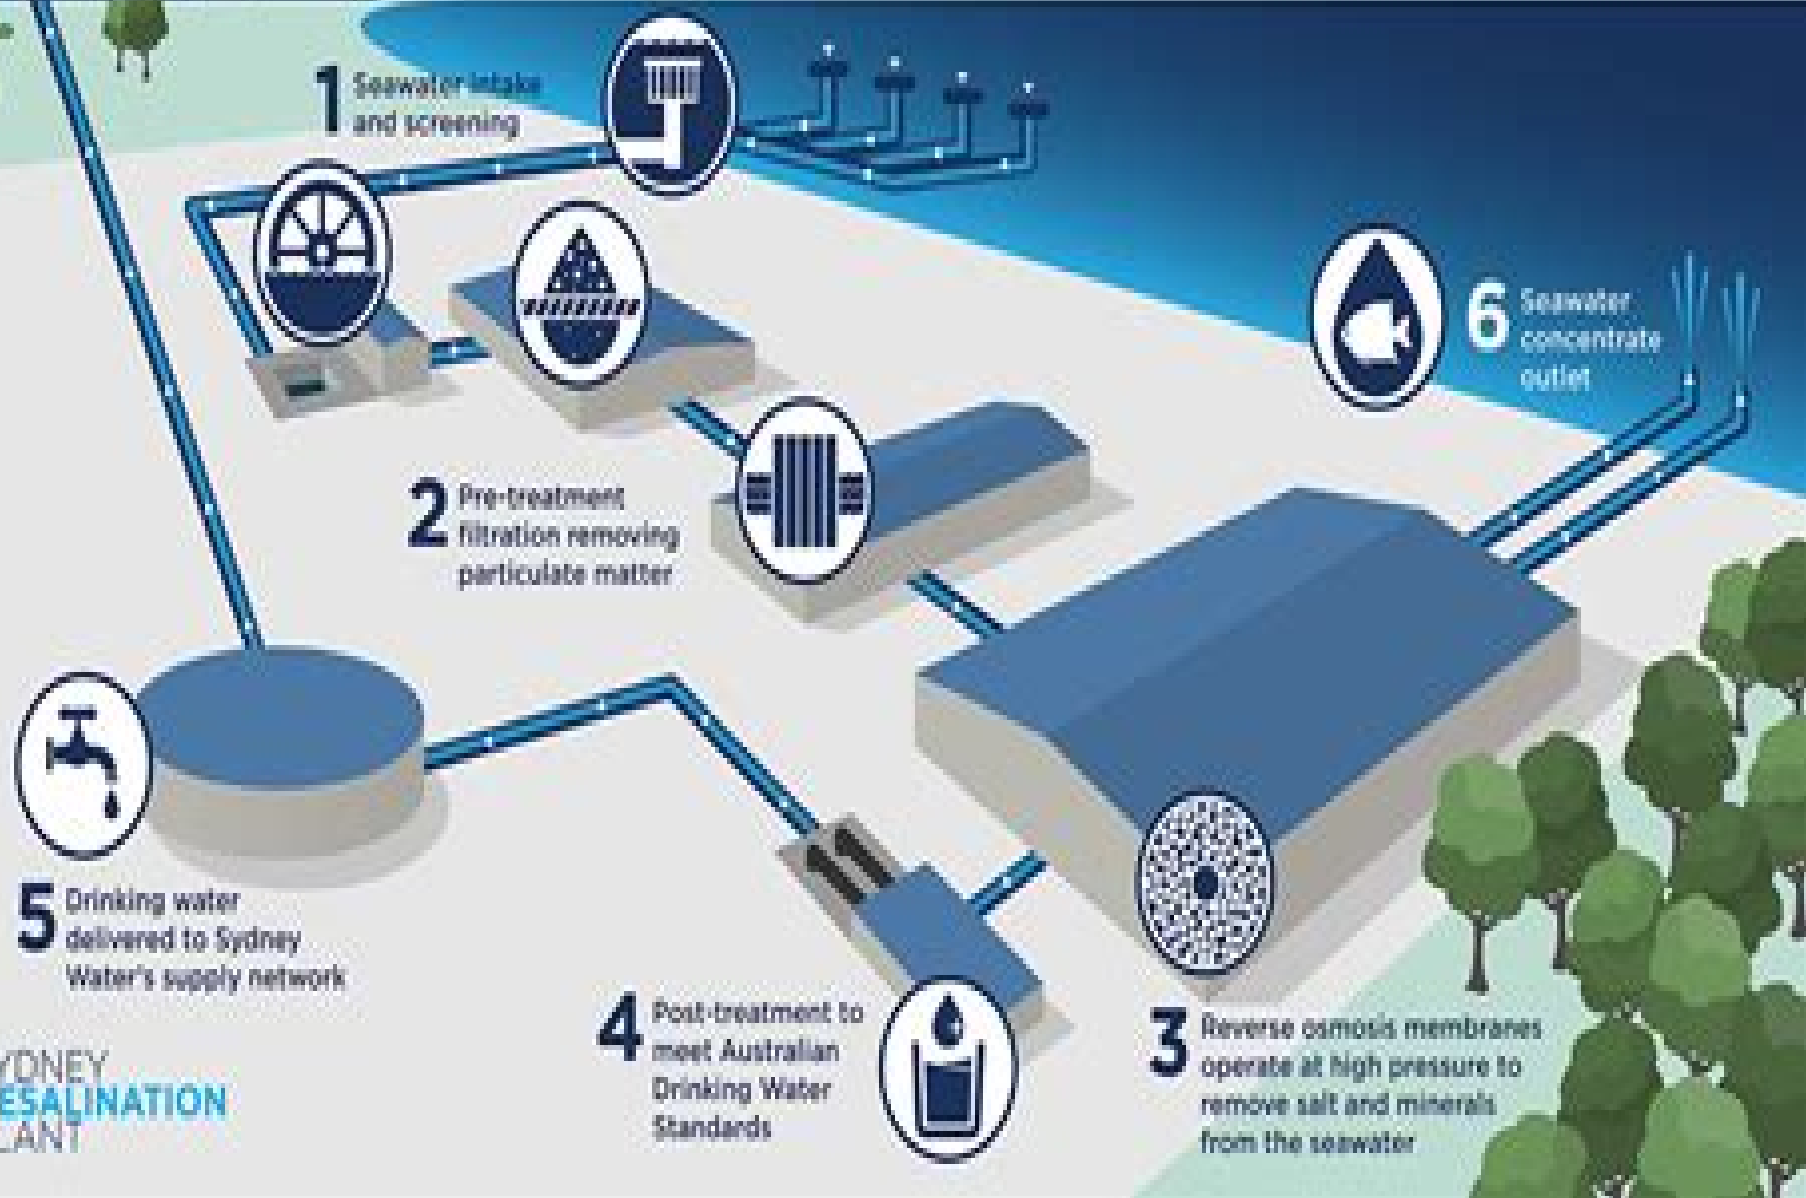 1 Seawater intake
and screening
2 Pre-treatment
filtration removing
particulate matter
3 Reverse osmosis membranes
operate at high pressure to
remove salt and minerals
from the seawater
4 Post-treatment to
meet Australian
Drinking Water
Standards
5 Drinking water
delivered to Sydney
Water's supply network
6 Seawater
concentrate
outlet
YDNEY
ESALINATION
LANT